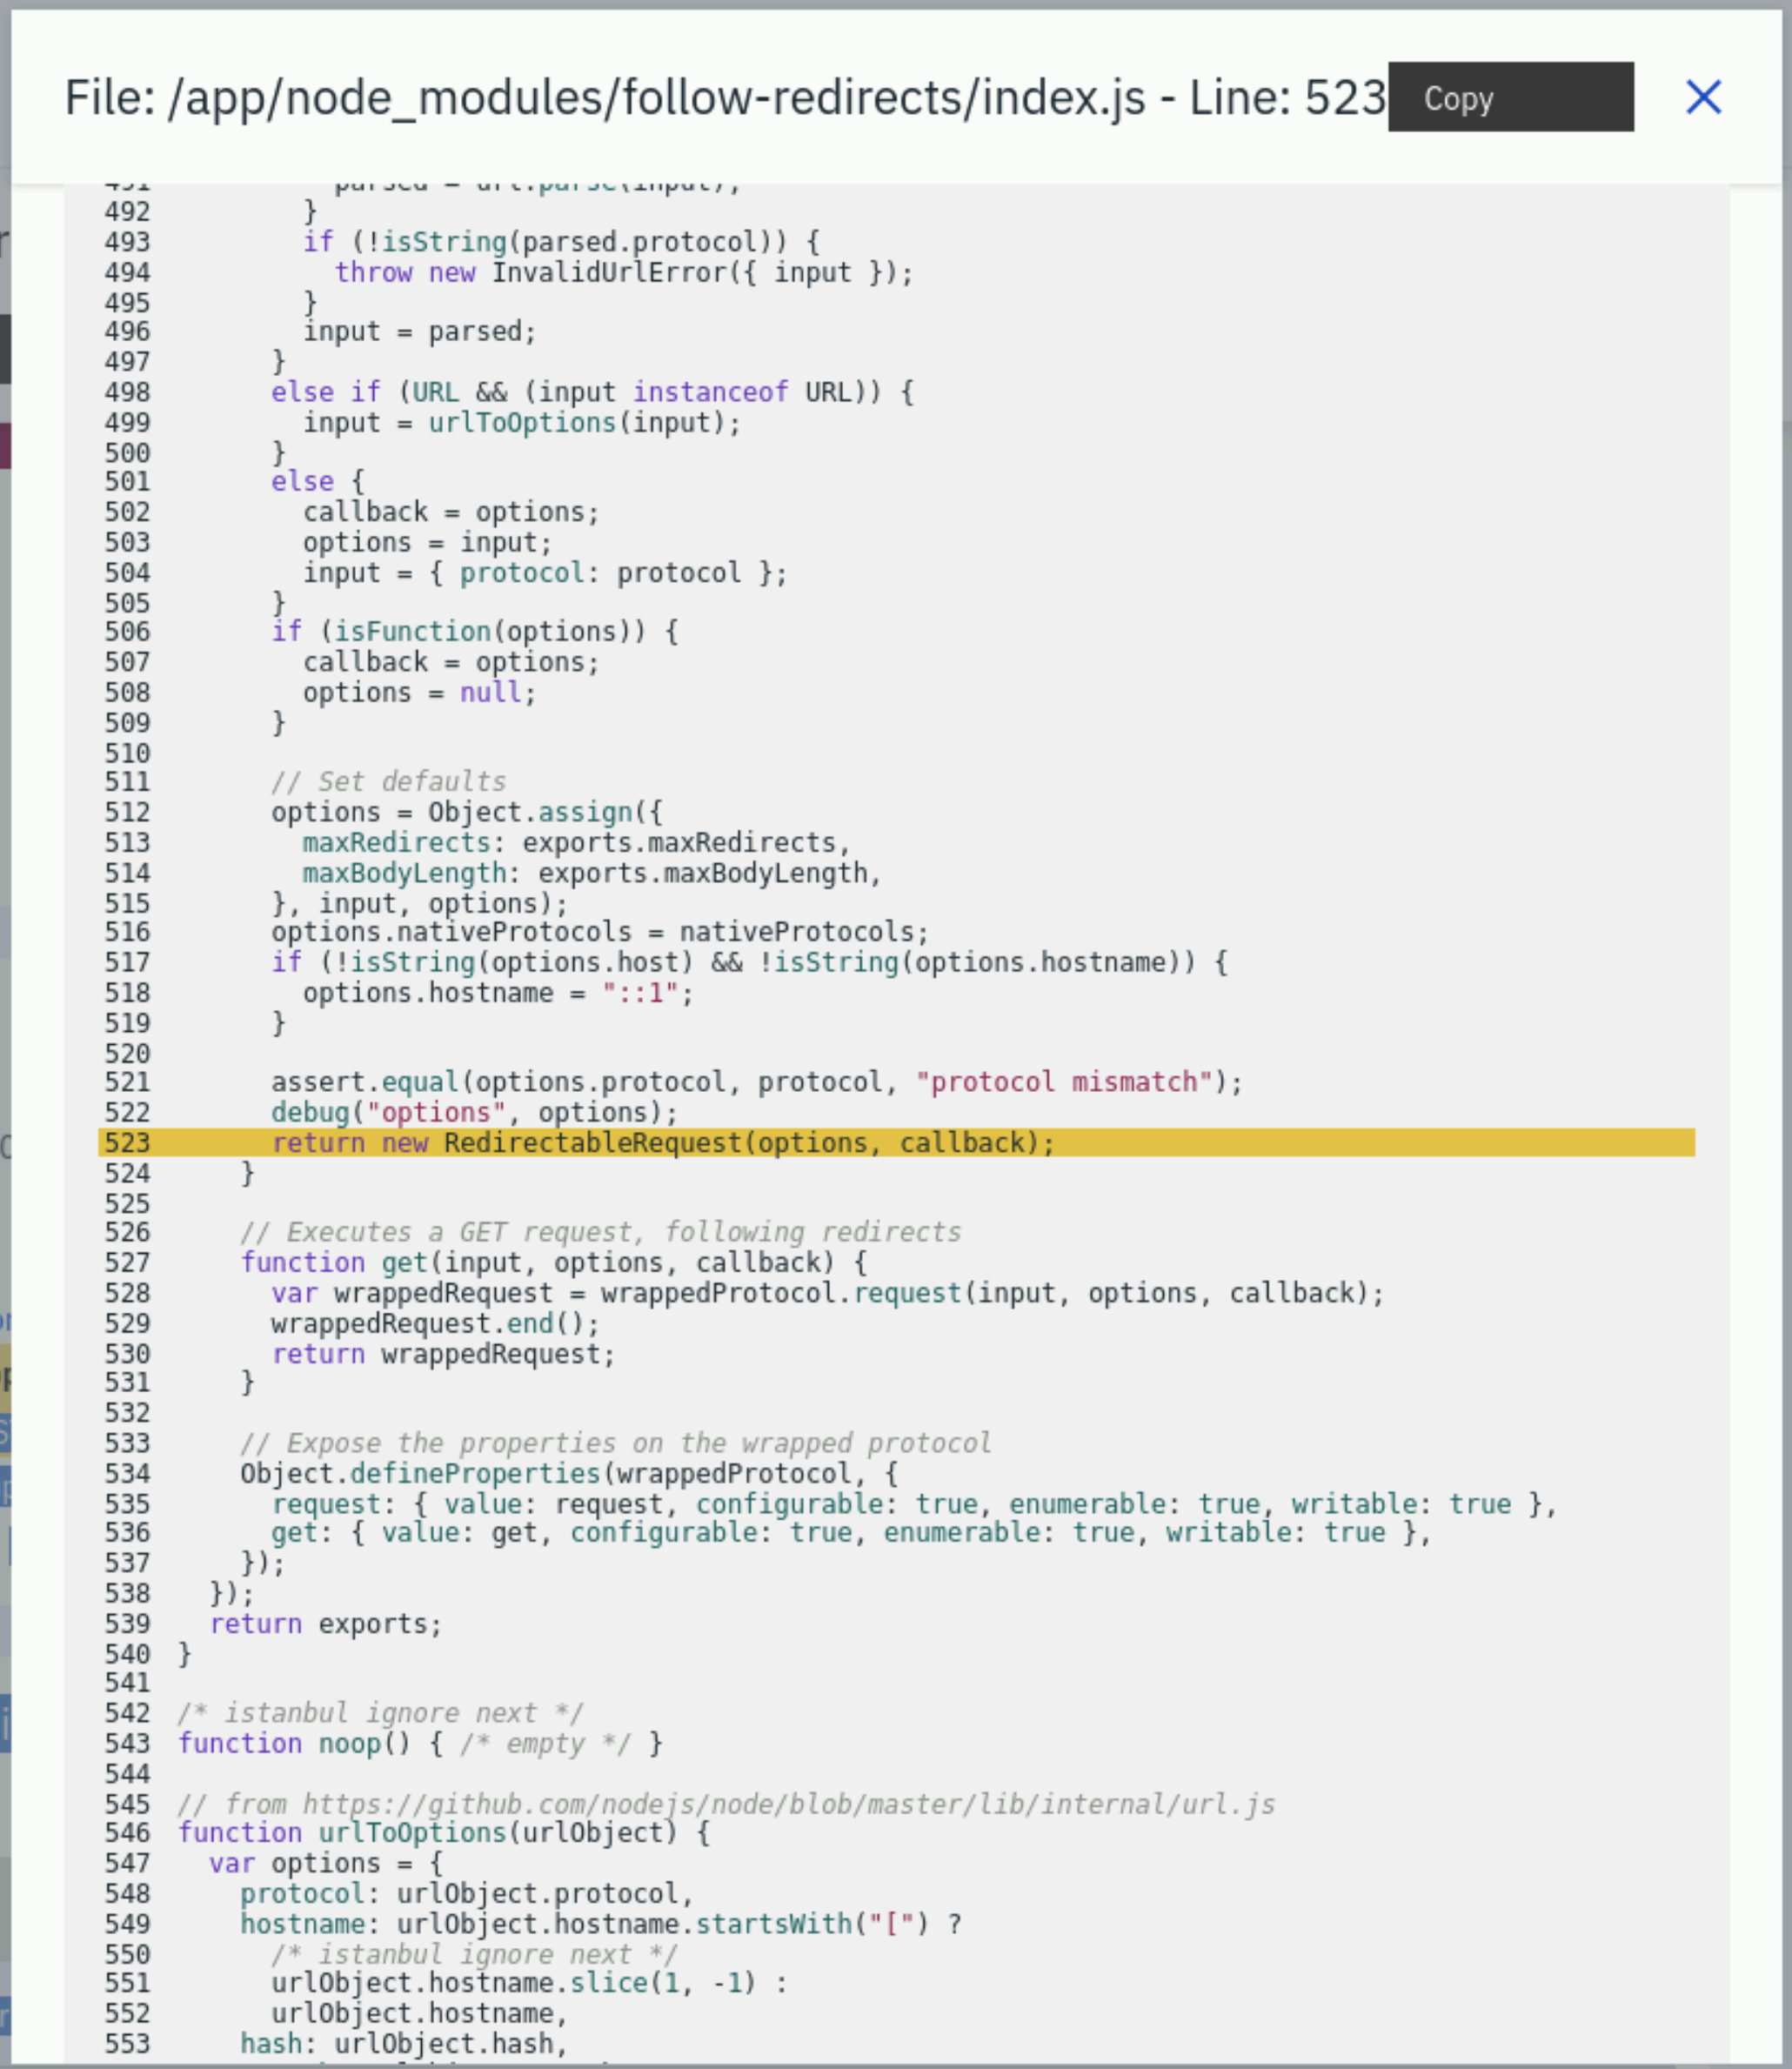 File: /app/node_modules/follow-redirects/index.js - Line: 523 Copy
491 parsed = url.parse(input);
492 }
493 if (!isString(parsed.protocol)) {
494 throw new InvalidUrlError({ input });
495 }
496 input = parsed;
497 }
498 else if (URL && (input instanceof URL)) {
499 input = urlToOptions(input);
500 }
501 else {
502 callback = options;
503 options = input;
504 input = { protocol: protocol };
505 }
506 if (isFunction(options)) {
507 callback = options;
508 options = null;
509 }
510
511 // Set defaults
512 options = Object.assign({
513 maxRedirects: exports.maxRedirects,
514 maxBodyLength: exports.maxBodyLength,
515 }, input, options);
516 options.nativeProtocols = nativeProtocols;
517 if (!isString(options.host) && !isString(options.hostname)) {
518 options.hostname = "::1";
519 }
520
521 assert.equal(options.protocol, protocol, "protocol mismatch");
522 debug("options", options);
523 return new RedirectableRequest(options, callback);
524 }
525
526 // Executes a GET request, following redirects
527 function get(input, options, callback) {
528 var wrappedRequest = wrappedProtocol.request(input, options, callback);
529 wrappedRequest.end();
530 return wrappedRequest;
531 }
532
533 // Expose the properties on the wrapped protocol
534 Object.defineProperties(wrappedProtocol, {
535 request: { value: request, configurable: true, enumerable: true, writable: true },
536 get: { value: get, configurable: true, enumerable: true, writable: true },
537 });
538 });
539 return exports;
540 }
541
542 /* istanbul ignore next */
543 function noop() { /* empty */ }
544
545 // from https://github.com/nodejs/node/blob/master/lib/internal/url.js
546 function urlToOptions(urlObject) {
547 var options = {
548 protocol: urlObject.protocol,
549 hostname: urlObject.hostname.startsWith("[") ?
550 /* istanbul ignore next */
551 urlObject.hostname.slice(1, -1) :
552 urlObject.hostname,
553 hash: urlObject.hash,